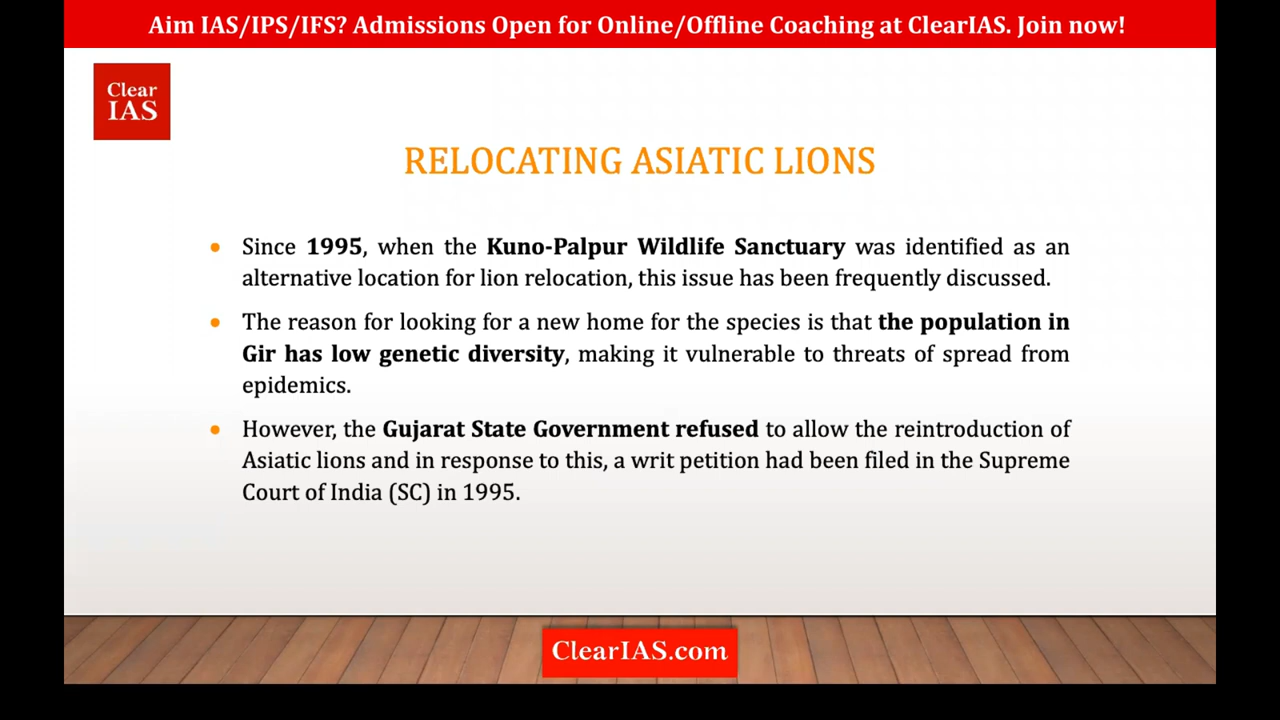 Aim IAS/IPS/IFS? Admissions Open for Online/Offline Coaching at ClearIAS. Join now!
Clear
IAS
RELOCATING ASIATIC LIONS
• Since 1995, when the Kuno-Palpur Wildlife Sanctuary was identified as an
alternative location for lion relocation, this issue has been frequently discussed.
• The reason for looking for a new home for the species is that the population in
Gir has low genetic diversity, making it vulnerable to threats of spread from
epidemics.
• However, the Gujarat State Government refused to allow the reintroduction of
Asiatic lions and in response to this, a writ petition had been filed in the Supreme
Court of India (SC) in 1995.
ClearIAS.com